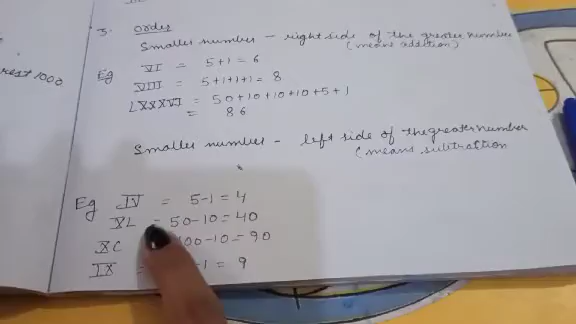 rest 1000
3. Order
Smaller number - right side of the greater number
(means addition)
Eg VI = 5+1 = 6
VIII = 5+1+1+1 = 8
LXXXVI = 50+10+10+10+5+1
= 86
Smaller number - left side of the greater number
(means subtraction
Eg IV = 5-1 = 4
XL = 50-10 = 40
XC 100-10 = 90
IX = -1 = 9